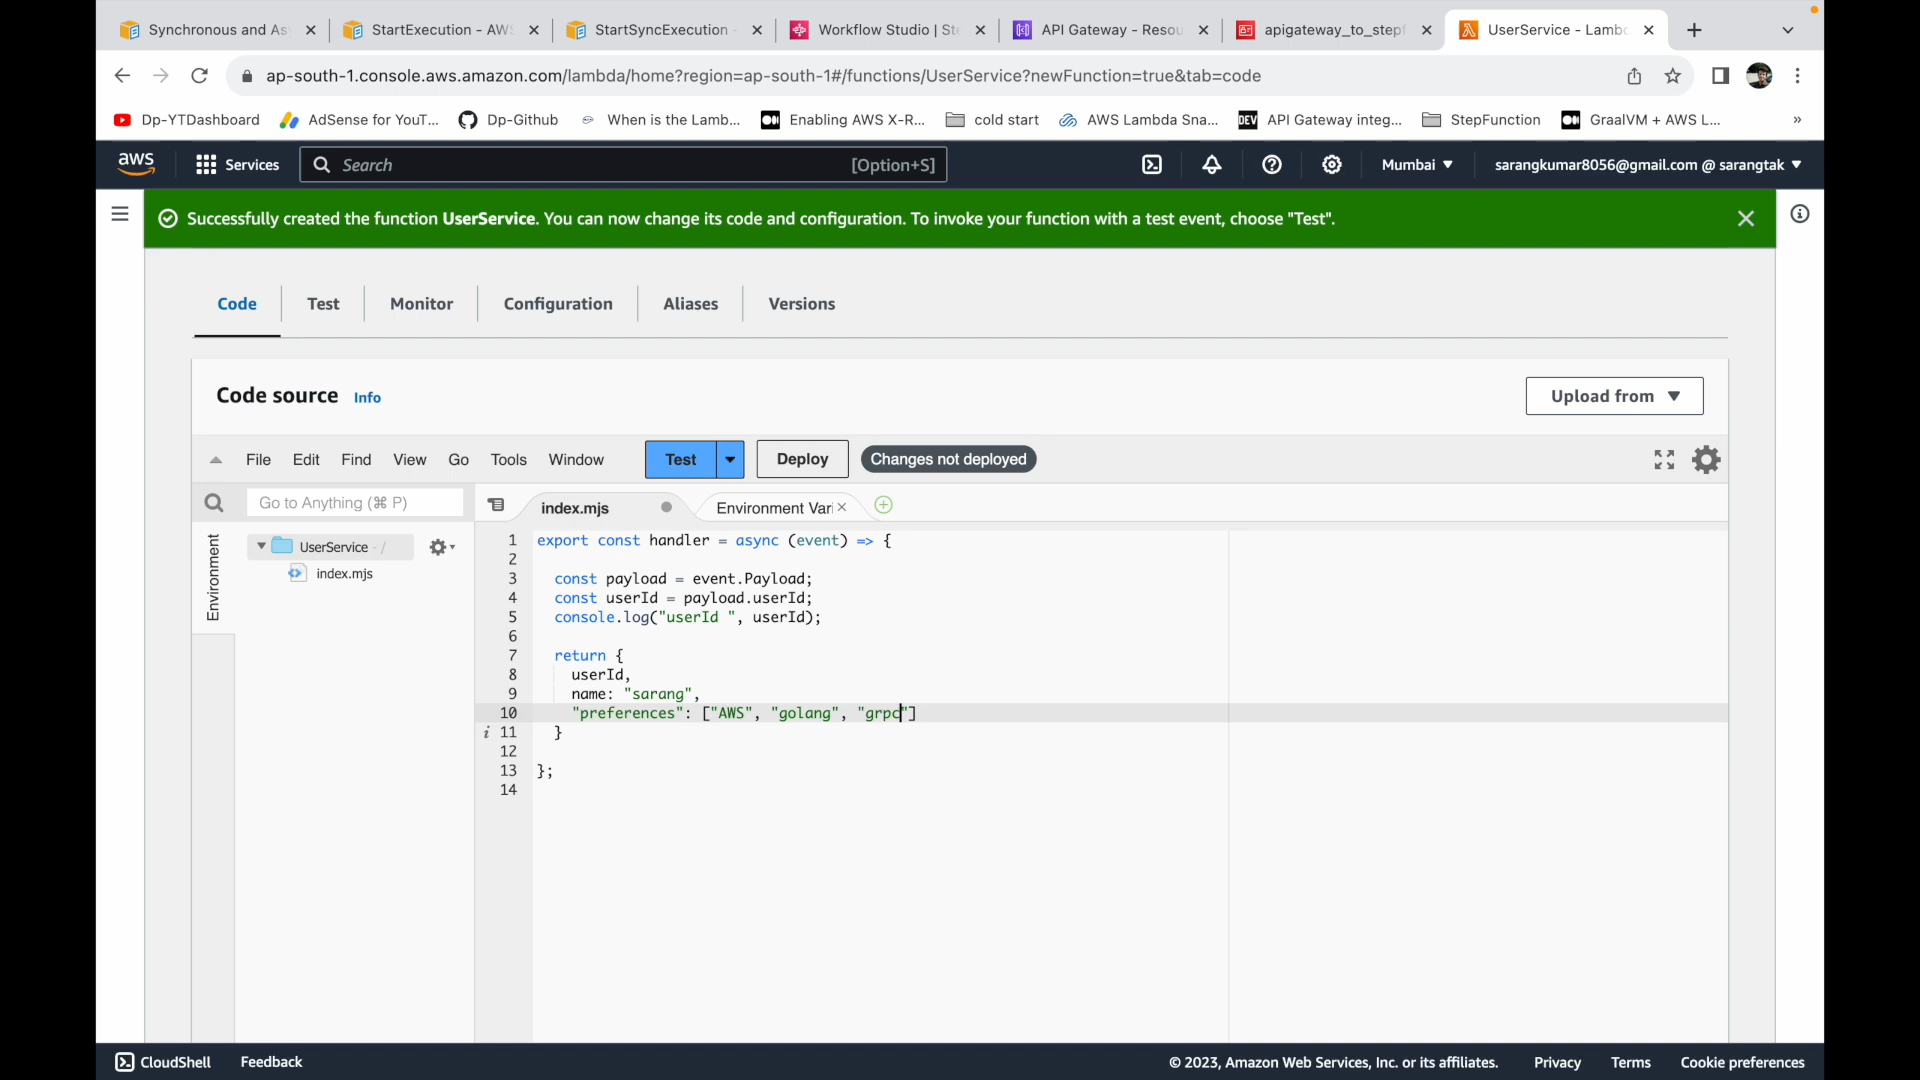 Synchronous and As
StartExecution - AWS
StartSyncExecution -
Workflow Studio | Ste
API Gateway - Resou
apigateway_to_stepf
UserService - Lambd
ap-south-1.console.aws.amazon.com/lambda/home?region=ap-south-1#/functions/UserService?newFunction=true&tab=code
Dp-YTDashboard
AdSense for YouT...
Dp-Github
When is the Lamb...
Enabling AWS X-R...
cold start
AWS Lambda Sna...
DEV
API Gateway integ...
StepFunction
GraalVM + AWS L...
»
aws
Services
Search
[Option+S]
Mumbai
sarangkumar8056@gmail.com @ sarangtak
Successfully created the function UserService. You can now change its code and configuration. To invoke your function with a test event, choose "Test".
Code
Test
Monitor
Configuration
Aliases
Versions
Code source
Info
Upload from
File
Edit
Find
View
Go
Tools
Window
Test
Deploy
Changes not deployed
Go to Anything (⌘ P)
index.mjs
Environment Vari
Environment
UserService - /
index.mjs
1 export const handler = async (event) => {
2
3 const payload = event.Payload;
4 const userId = payload.userId;
5 console.log("userId ", userId);
6
7 return {
8 userId,
9 name: "sarang",
10 "preferences": ["AWS", "golang", "grpc"]
i 11 }
12
13 };
14
CloudShell
Feedback
© 2023, Amazon Web Services, Inc. or its affiliates.
Privacy
Terms
Cookie preferences